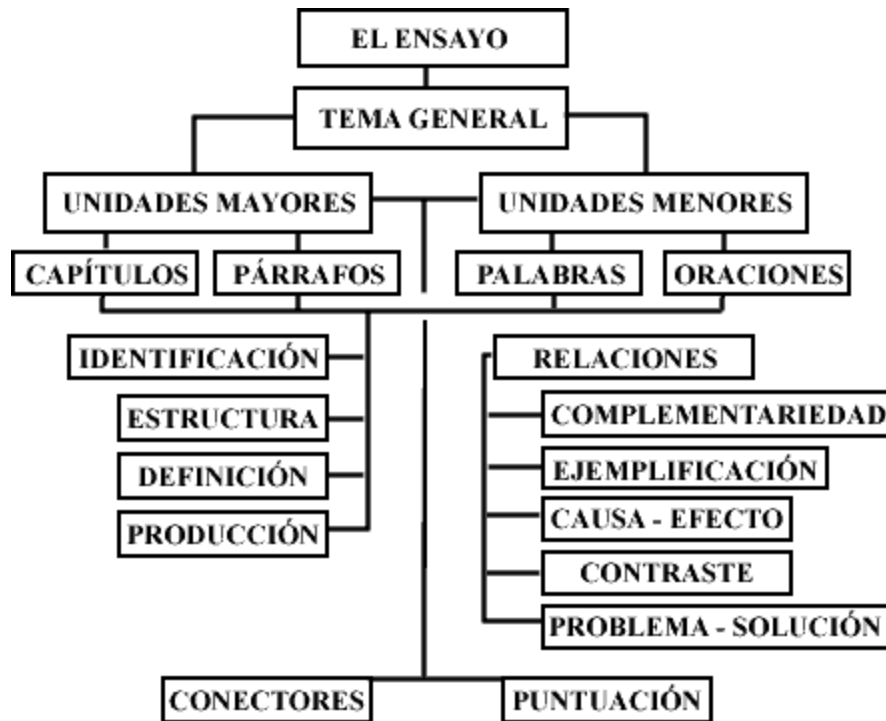 EL ENSAYO
TEMA GENERAL
UNIDADES MAYORES
UNIDADES MENORES
CAPÍTULOS
PÁRRAFOS
PALABRAS
ORACIONES
IDENTIFICACIÓN
ESTRUCTURA
DEFINICIÓN
PRODUCCIÓN
RELACIONES
COMPLEMENTARIEDAD
EJEMPLIFICACIÓN
CAUSA - EFECTO
CONTRASTE
PROBLEMA - SOLUCIÓN
CONECTORES
PUNTUACIÓN